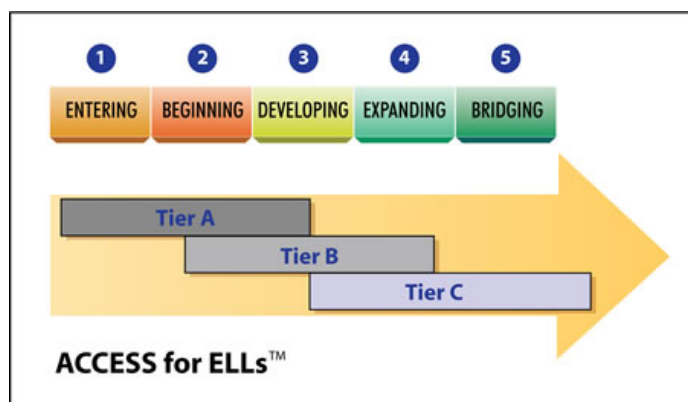 1 2 3 4 5
ENTERING BEGINNING DEVELOPING EXPANDING BRIDGING
Tier A
Tier B
Tier C
ACCESS for ELLs™